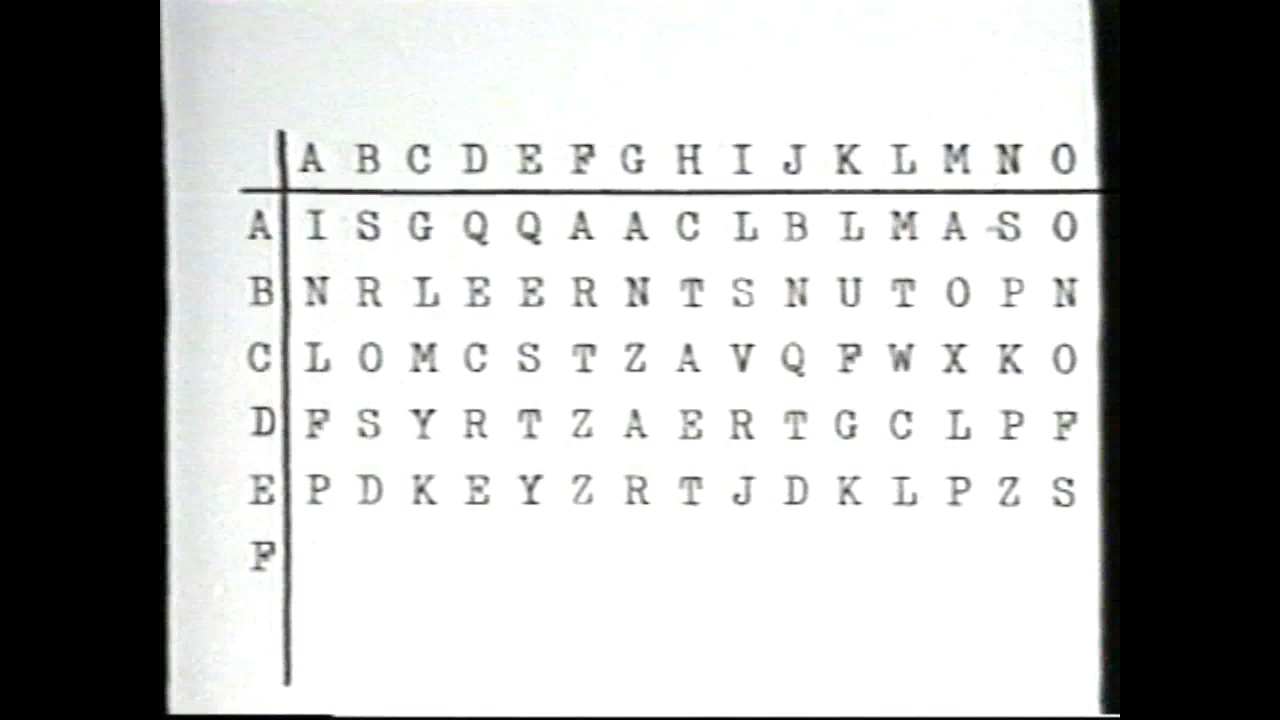 A B C D E F G H I J K L M N O
A I S G Q Q A A C L B L M A S O
B N R L E E R N T S N U T O P N
C L O M C S T Z A V Q F W X K O
D F S Y R T Z A E R T G C L P F
E P D K E Y Z R T J D K L P Z S
F